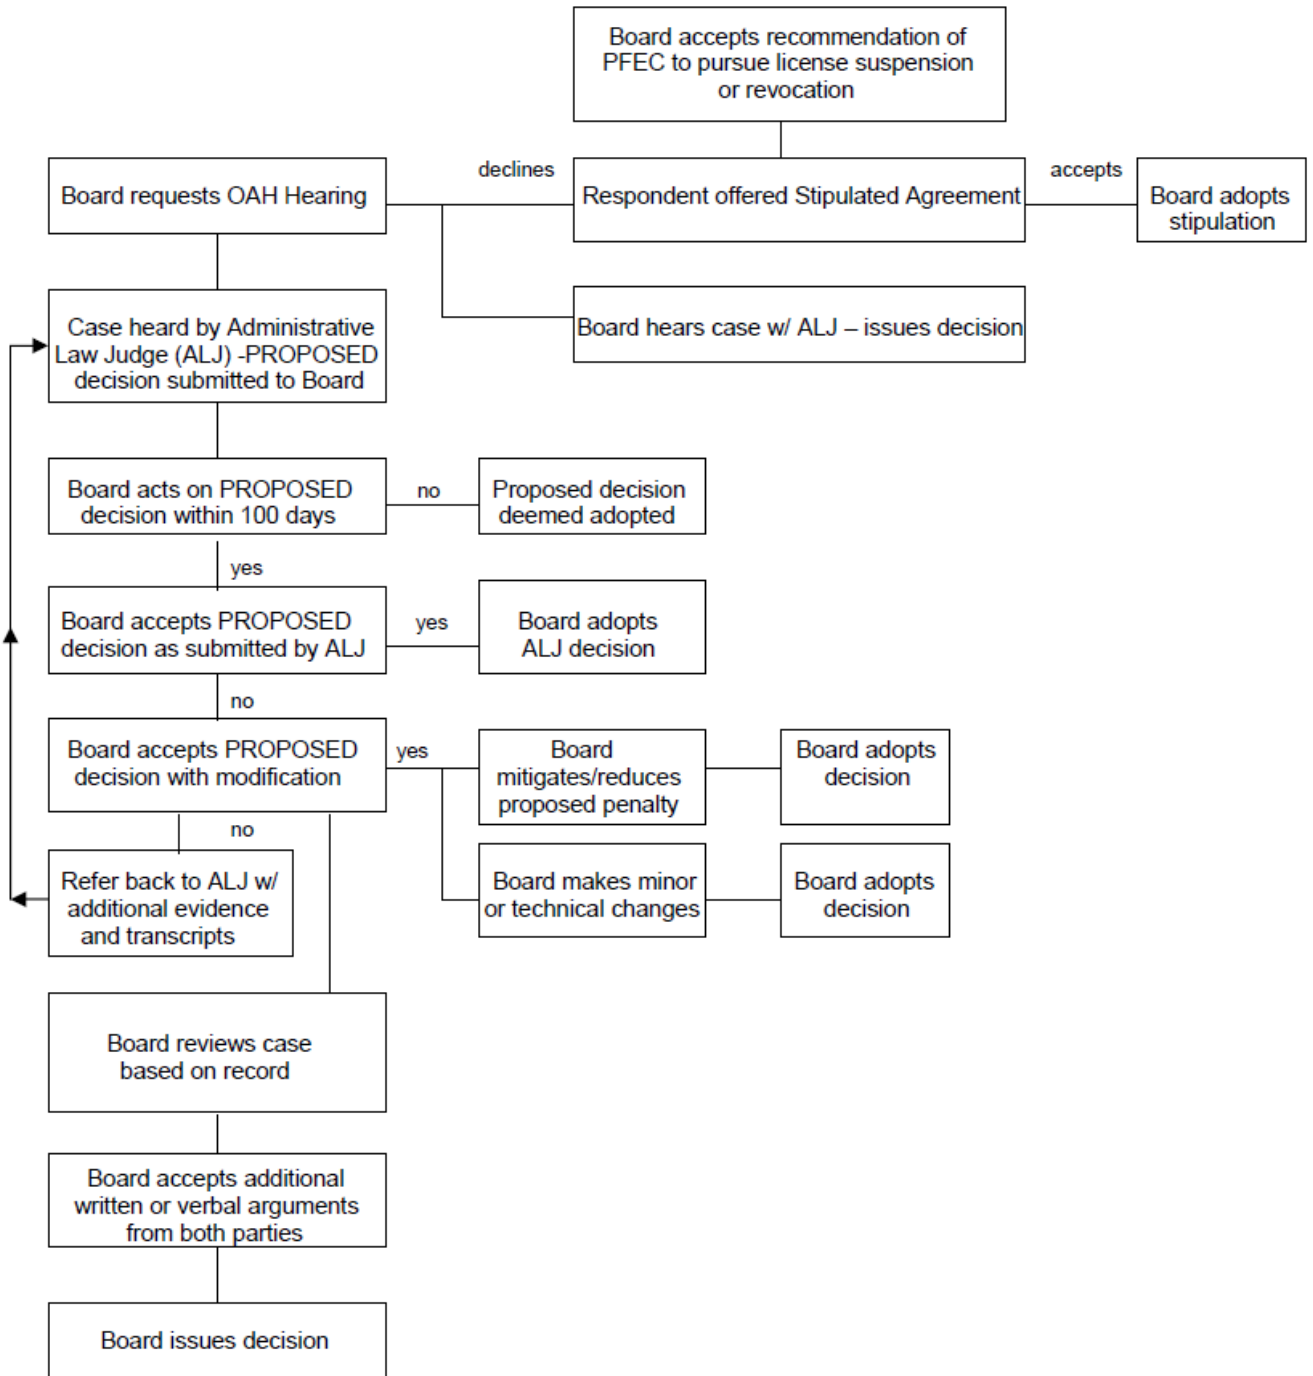 Board accepts recommendation of
PFEC to pursue license suspension
or revocation
declines
accepts
Board requests OAH Hearing
Respondent offered Stipulated Agreement
Board adopts
stipulation
Case heard by Administrative
Law Judge (ALJ) -PROPOSED
decision submitted to Board
Board hears case w/ ALJ – issues decision
Board acts on PROPOSED
decision within 100 days
no
Proposed decision
deemed adopted
yes
Board accepts PROPOSED
decision as submitted by ALJ
yes
Board adopts
ALJ decision
no
Board accepts PROPOSED
decision with modification
yes
Board
mitigates/reduces
proposed penalty
Board adopts
decision
no
Refer back to ALJ w/
additional evidence
and transcripts
Board makes minor
or technical changes
Board adopts
decision
Board reviews case
based on record
Board accepts additional
written or verbal arguments
from both parties
Board issues decision